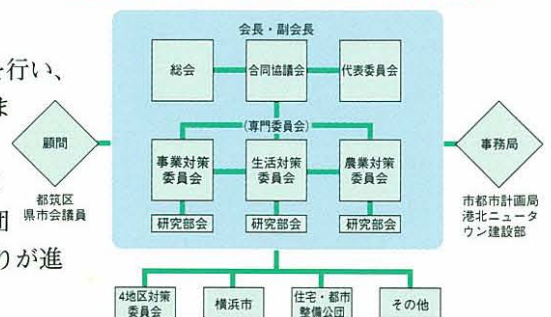 会長・副会長
を行い、
総会
合同協議会
代表委員会
ま
(専門委員会)
顧問
事業対策
委員会
生活対策
委員会
農業対策
委員会
事務局
都筑区
県市会議員
市都市計画局
港北ニュータ
ウン建設部
団
研究部会
研究部会
研究部会
りが進
4地区対策
委員会
横浜市
住宅・都市
整備公団
その他